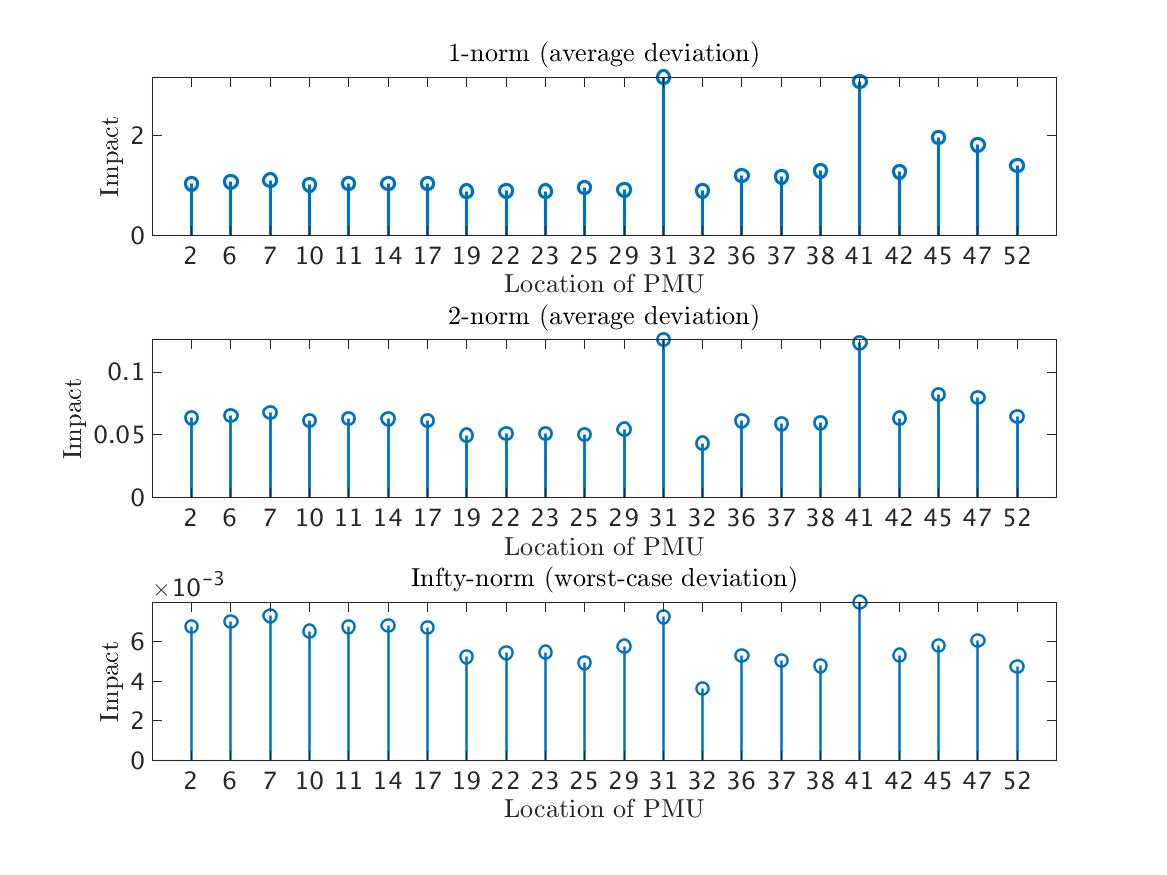 1-norm (average deviation)
Impact
2
0
2 6 7 10 11 14 17 19 22 23 25 29 31 32 36 37 38 41 42 45 47 52
Location of PMU
2-norm (average deviation)
Impact
0.1
0.05
0
2 6 7 10 11 14 17 19 22 23 25 29 31 32 36 37 38 41 42 45 47 52
Location of PMU
Infty-norm (worst-case deviation)
×10⁻³
Impact
6
4
2
0
2 6 7 10 11 14 17 19 22 23 25 29 31 32 36 37 38 41 42 45 47 52
Location of PMU